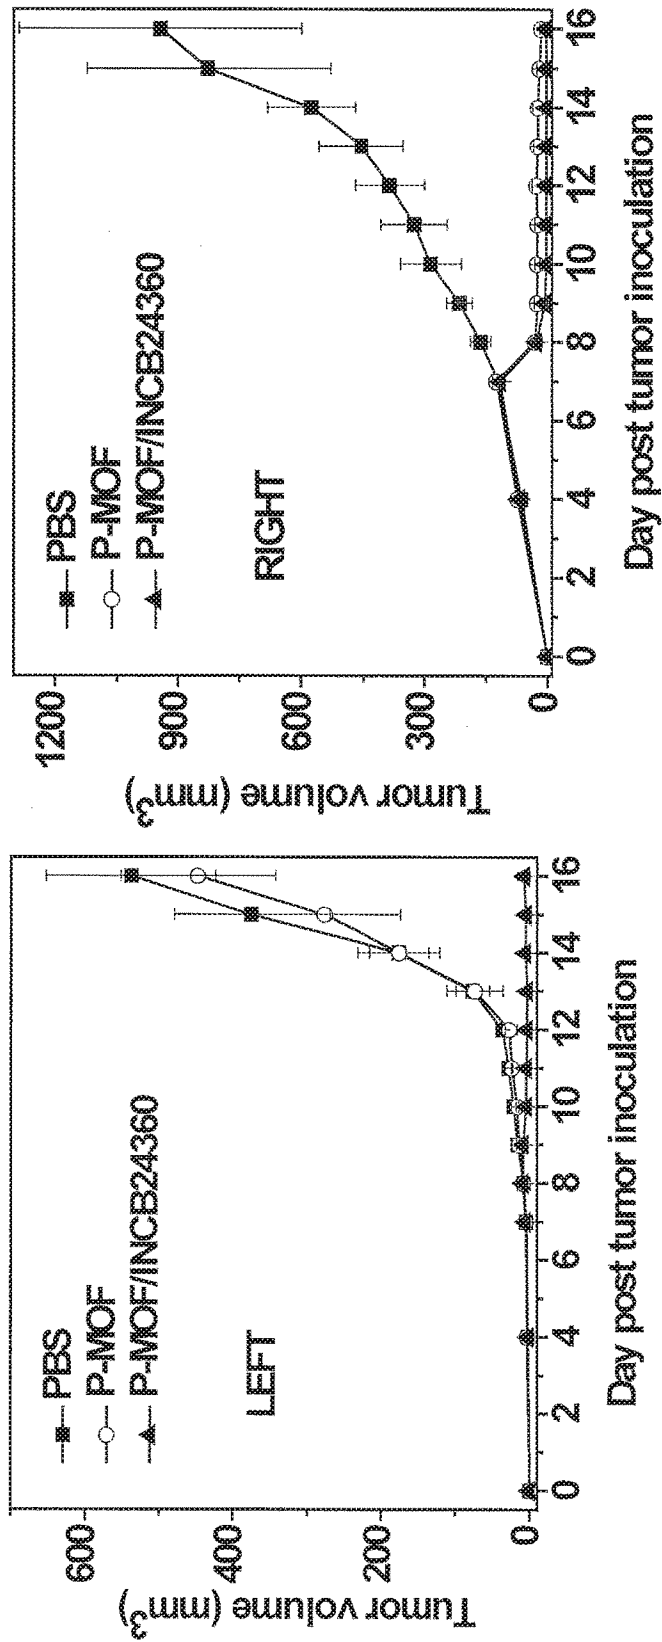 Tumor volume (mm³)
600
400
200
0
PBS
P-MOF
P-MOF/INCB24360
LEFT
0 2 4 6 8 10 12 14 16
Day post tumor inoculation
Tumor volume (mm³)
1200
900
600
300
0
PBS
P-MOF
P-MOF/INCB24360
RIGHT
0 2 4 6 8 10 12 14 16
Day post tumor inoculation